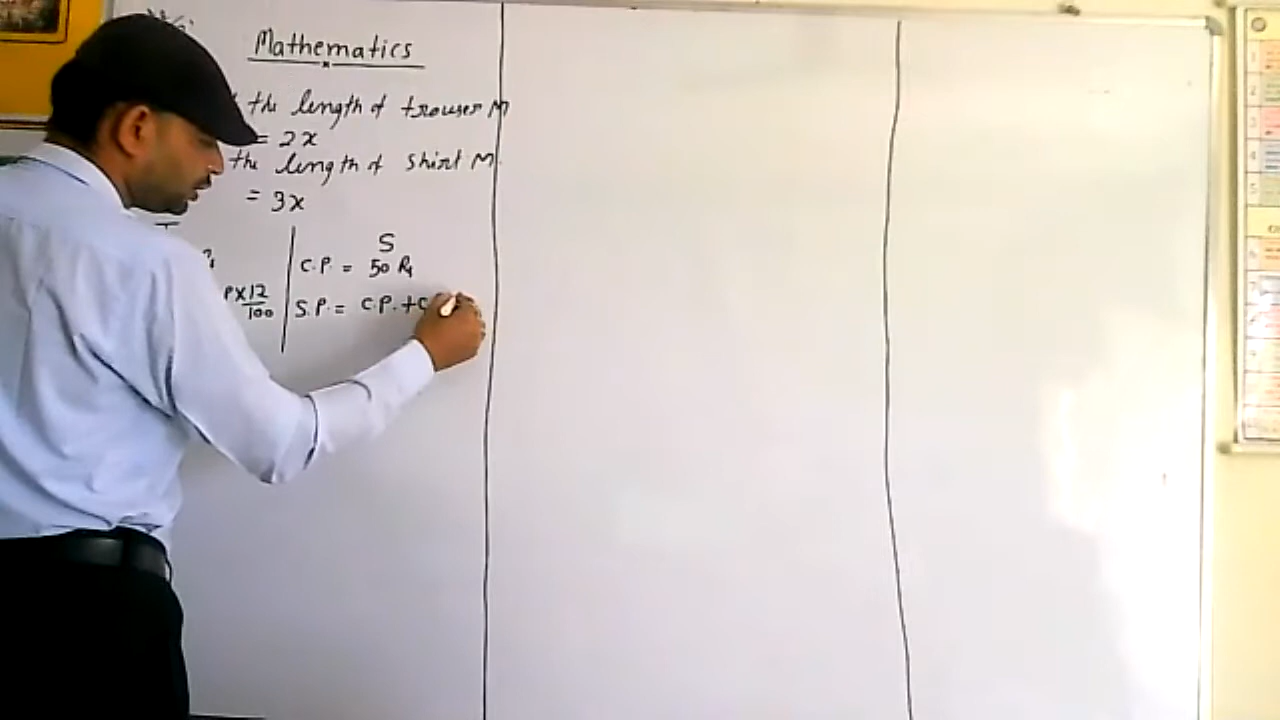 Mathematics
the length of trouser M
= 2x
the length of shirt M
= 3x
S
C.P. = 50 Rs
P×12/100
S.P. = C.P. + C